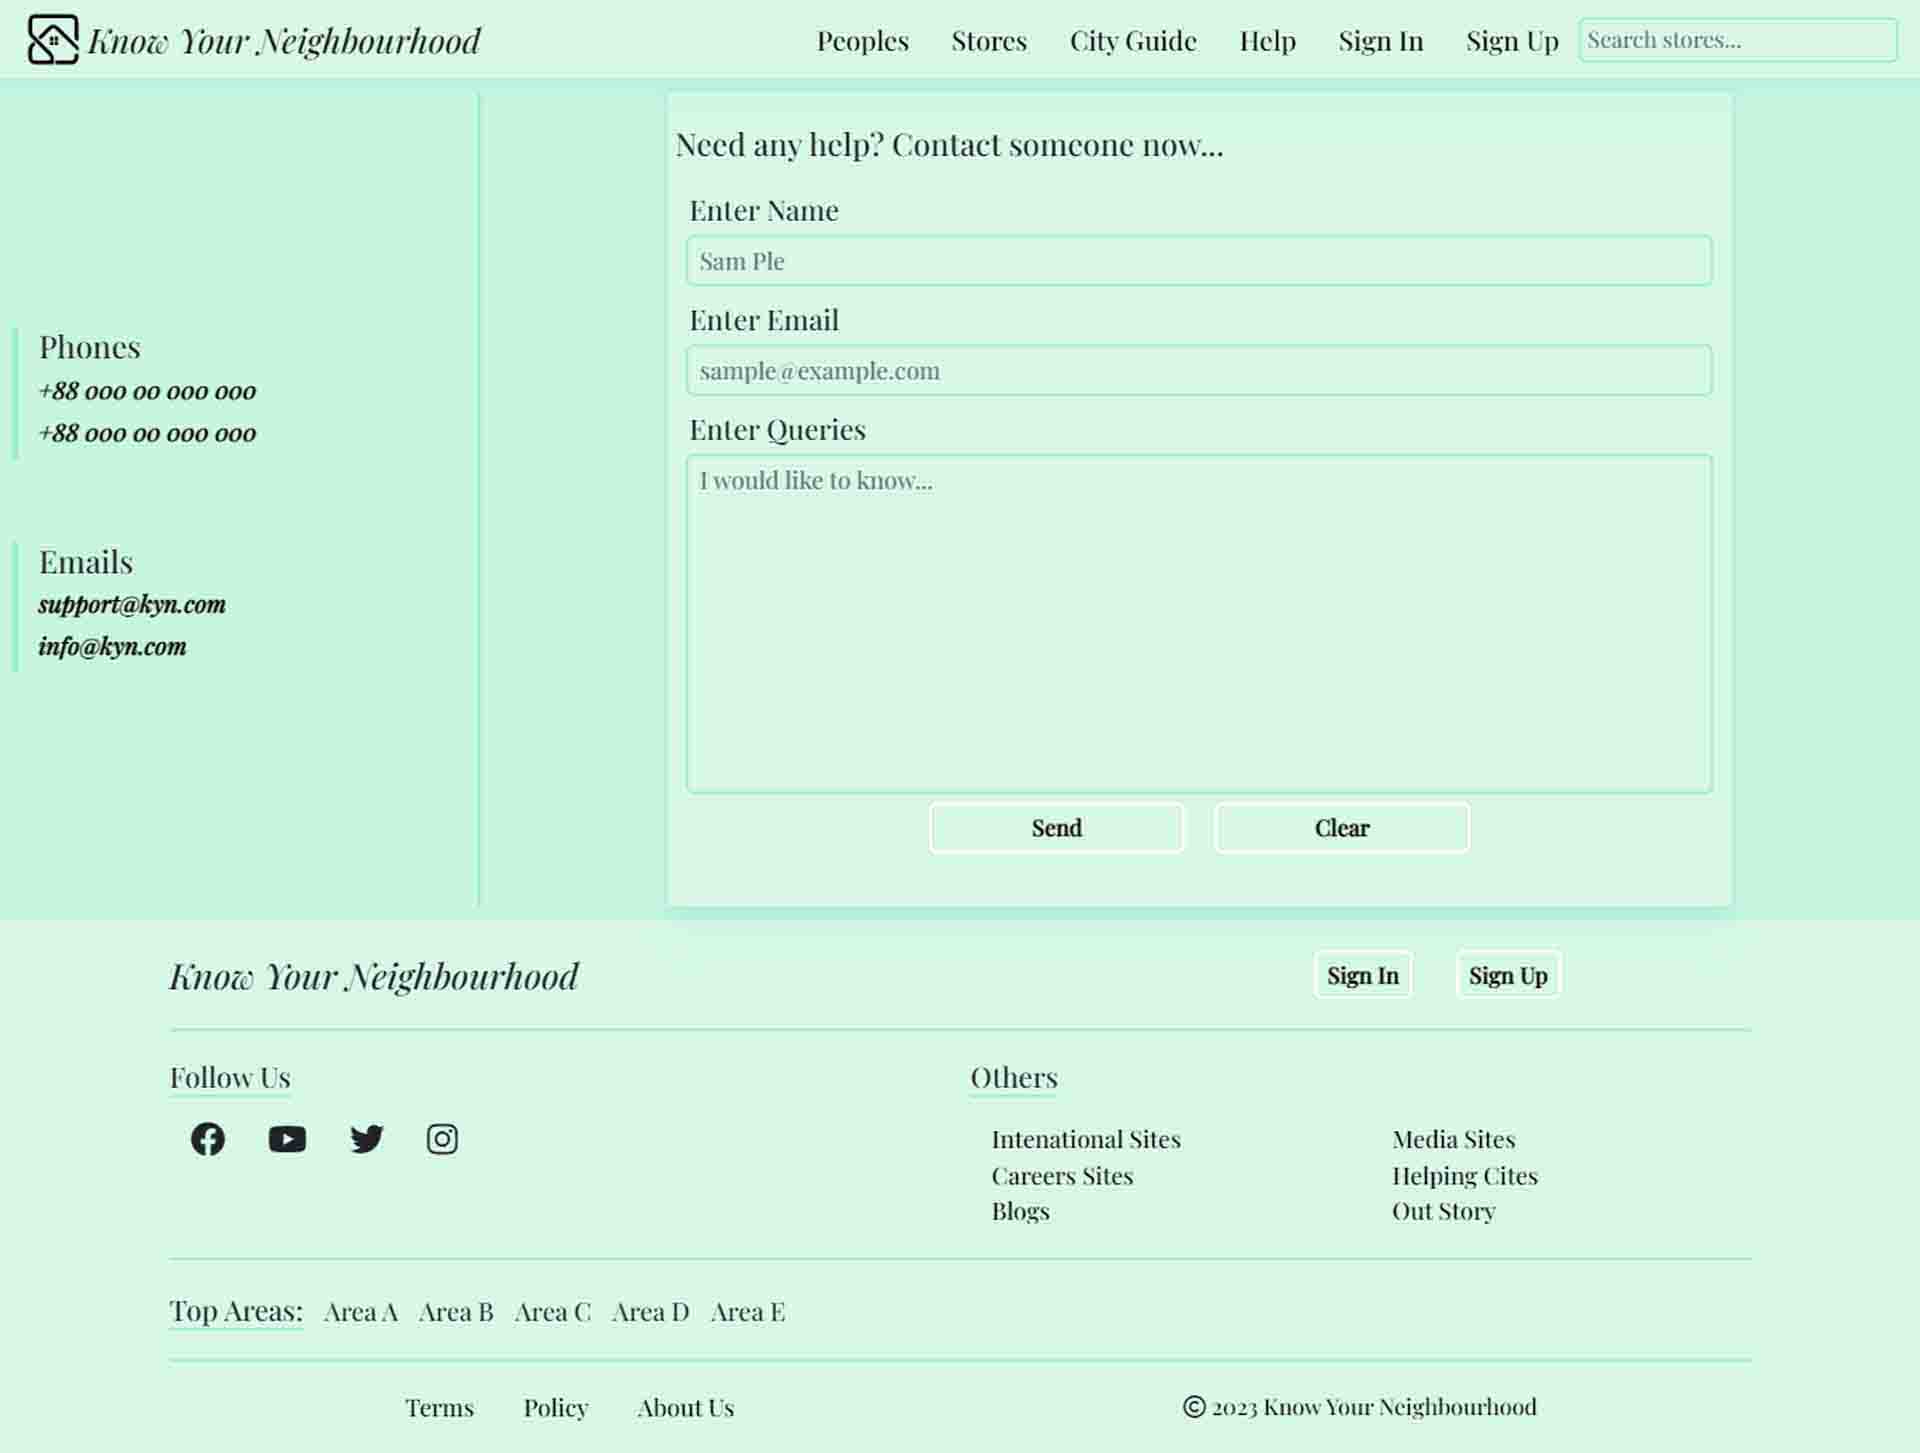 Know Your Neighbourhood
Peoples Stores City Guide Help Sign In Sign Up Search stores...
Phones
+88 000 00 000 000
+88 000 00 000 000
Emails
support@kyn.com
info@kyn.com
Need any help? Contact someone now...
Enter Name
Sam Ple
Enter Email
sample@example.com
Enter Queries
I would like to know...
Send Clear
Know Your Neighbourhood
Sign In Sign Up
Follow Us
Others
Intenational Sites
Careers Sites
Blogs
Media Sites
Helping Cites
Out Story
Top Areas: Area A Area B Area C Area D Area E
Terms Policy About Us
© 2023 Know Your Neighbourhood